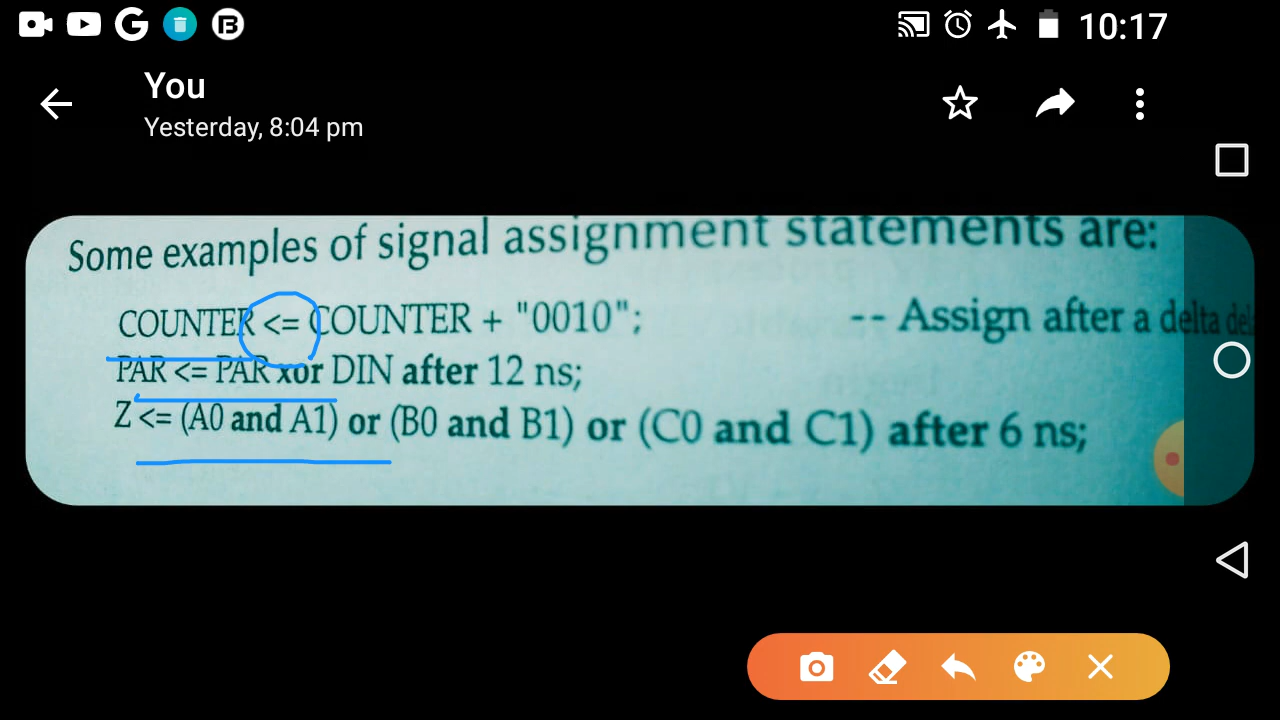 10:17
You
Yesterday, 8:04 pm
Some examples of signal assignment statements are:
COUNTER <= COUNTER + "0010"; -- Assign after a delta
PAR <= PAR xor DIN after 12 ns;
Z <= (A0 and A1) or (B0 and B1) or (C0 and C1) after 6 ns;